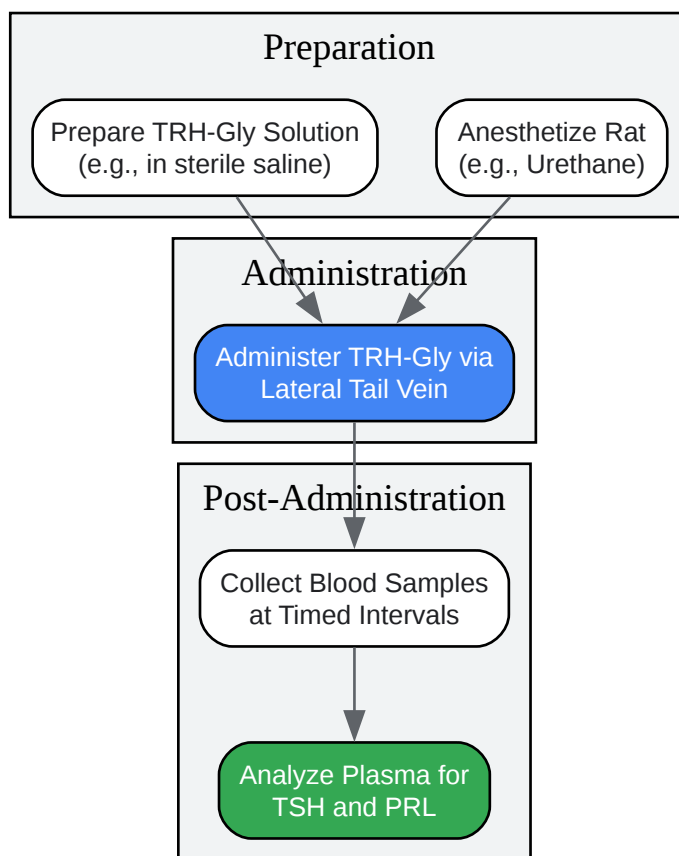 Preparation
Prepare TRH-Gly Solution
(e.g., in sterile saline)
Anesthetize Rat
(e.g., Urethane)
Administration
Administer TRH-Gly via
Lateral Tail Vein
Post-Administration
Collect Blood Samples
at Timed Intervals
Analyze Plasma for
TSH and PRL